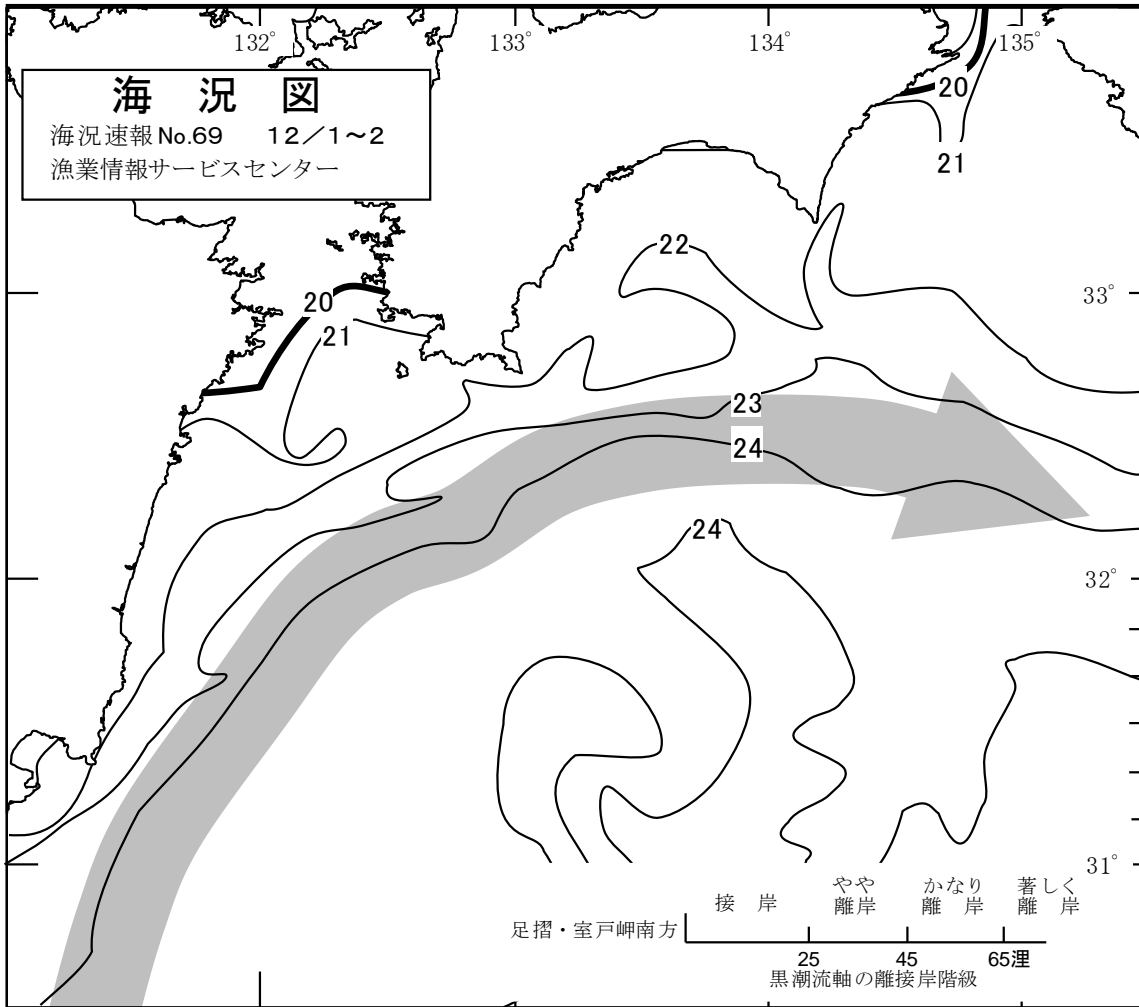 132°
133°
134°
135°
海 況 図
海況速報No.69 12/1~2
漁業情報サービスセンター
20
21
22
20
21
33°
23
24
24
32°
31°
接 岸
やや
離岸
かなり
離 岸
著しく
離 岸
足摺・室戸岬南方
25
45
65浬
黒潮流軸の離接岸階級